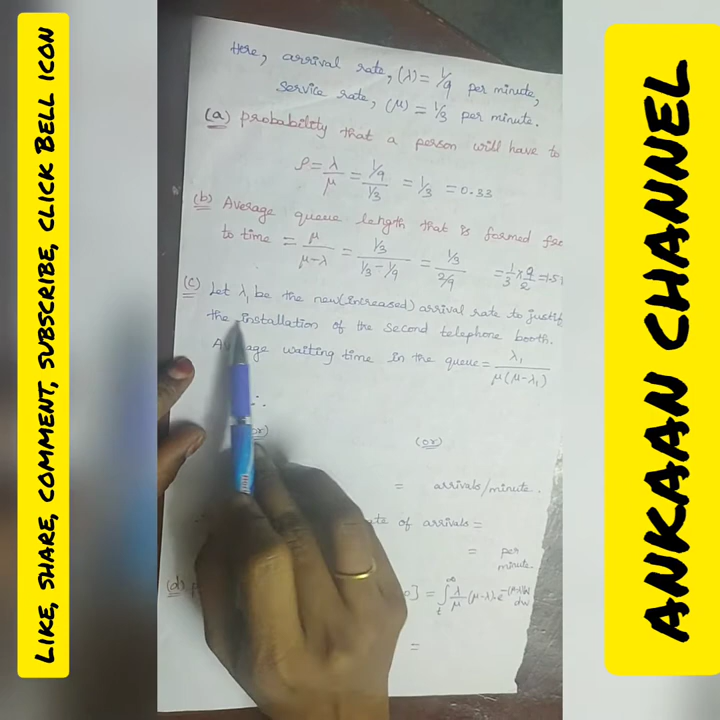 LIKE, SHARE, COMMENT, SUBSCRIBE, CLICK BELL ICON
Here, arrival rate, (λ) = 1/9 per minute,
Service rate, (μ) = 1/3 per minute.
(a) probability that a person will have to
ρ = λ/μ = (1/9)/(1/3) = 1/3 = 0.33
(b) Average queue length that is formed
to time = μ/(μ-λ) = (1/3)/(1/3 - 1/9) = (1/3)/(2/9) = 1/3 × 9/2 =
(c) Let λ₁ be the new (increased) arrival rate to justify
the installation of the second telephone booth.
waiting time in the queue = λ₁/(μ(μ-λ₁))
∴
(or) (or)
= arrivals/minute.
rate of arrivals =
= per
minute.
(d)
] = ∫ₜ^∞ λ/μ (μ-λ).e
dw
=
ANKAAN CHANNEL